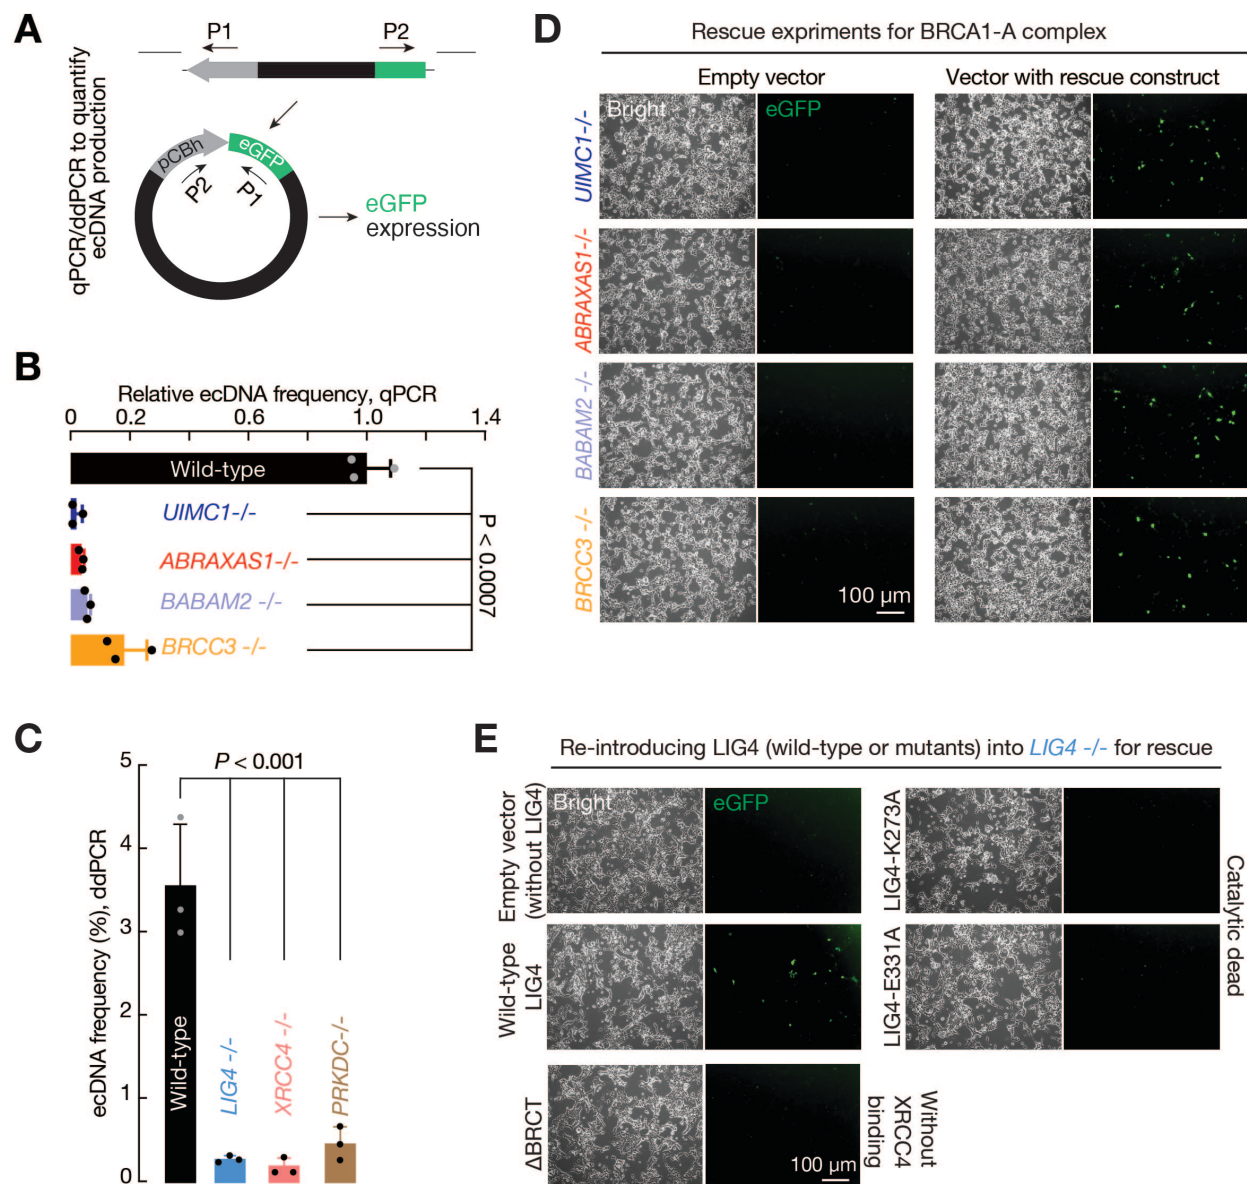 A
qPCR/ddPCR to quantify
ecDNA production
P1
P2
pCBh
eGFP
P2
P1
eGFP
expression
B
Relative ecDNA frequency, qPCR
0
0.2
0.6
1.0
1.4
Wild-type
UIMC1-/-
ABRAXAS1-/-
BABAM2 -/-
BRCC3 -/-
P < 0.0007
C
ecDNA frequency (%), ddPCR
5
4
3
2
1
0
P < 0.001
Wild-type
LIG4 -/-
XRCC4 -/-
PRKDC-/-
D
Rescue expriments for BRCA1-A complex
Empty vector
Vector with rescue construct
Bright
eGFP
UIMC1-/-
ABRAXAS1-/-
BABAM2 -/-
BRCC3 -/-
100 µm
E
Re-introducing LIG4 (wild-type or mutants) into LIG4 -/- for rescue
Empty vector
(without LIG4)
Bright
eGFP
Wild-type
LIG4
ΔBRCT
100 µm
Without
XRCC4
binding
LIG4-K273A
LIG4-E331A
Catalytic dead